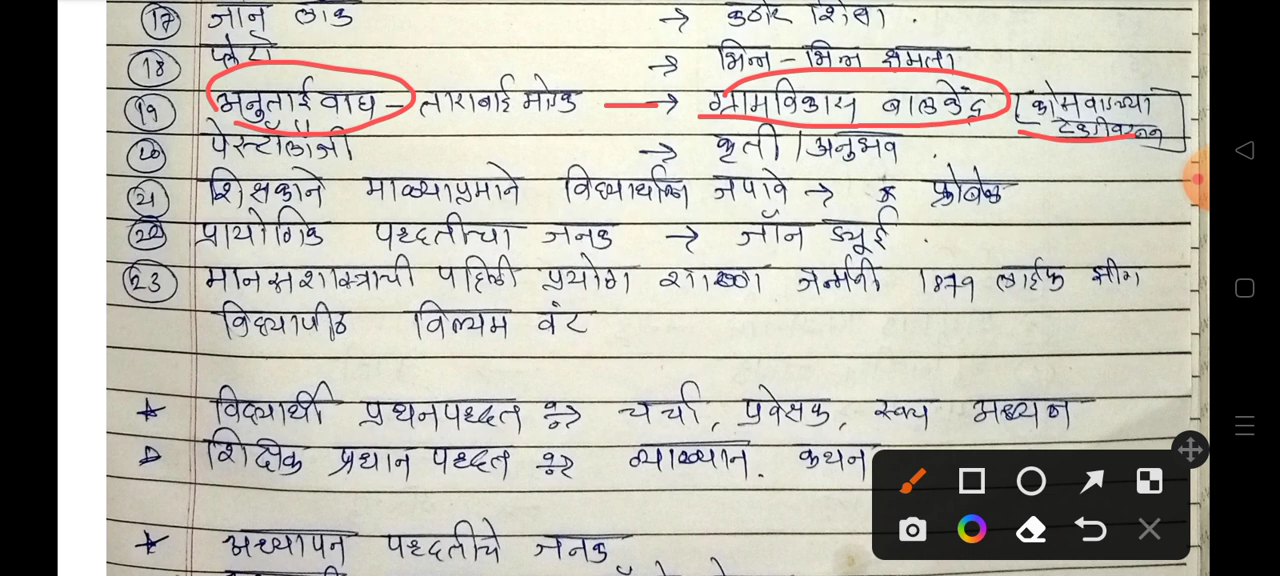 17 जॉन लॉक → कठोर शिक्षा .
18 प्लेटो → भिन्न - भिन्न क्षमता
19 अनुताई वाघ - ताराबाई मोडक → ग्रामविकास बालकेंद्र [कोसबाडच्या
टेकडीवरून]
20 पेस्टॉलॉजी → कृती / अनुभव .
21 शिक्षकाने माळ्याप्रमाने विद्यार्थ्याला जपावे → फ्रोबेल
22 प्रायोगिक पध्दतीचा जनक → जॉन ड्यूई .
23 मानसशास्त्राची पहिली प्रयोग शाळा जर्मनी 1879
विद्यापीठ विल्यम वुंट
★ विद्यार्थी प्रधानपध्दत ⇒ चर्चा, स्वय अध्ययन
▷ शिक्षक प्रधान पध्दत ⇒ व्याख्यान. कथन
★ अध्यापन पध्दतीचे जनक